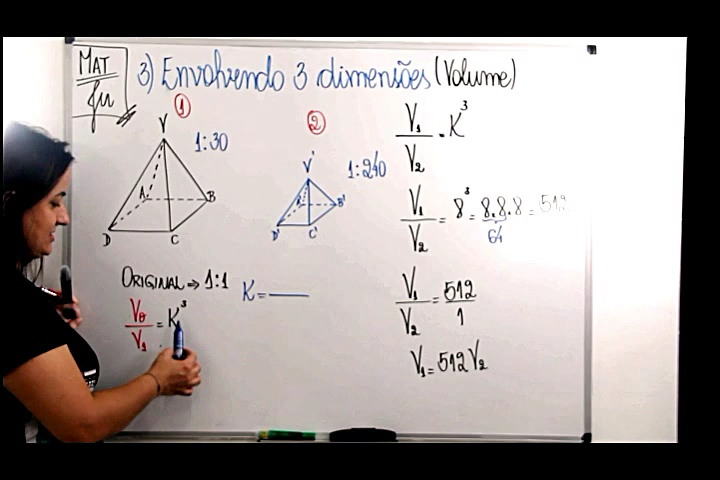 MAT
fu
3) Envolvendo 3 dimensões (Volume)
1
V
1:30
A
B
D
C
2
V'
1:240
A'
B'
D'
C'
ORIGINAL ⇒ 1:1
K = ____
V₀/V₁ = K³
V₁/V₂ = K³
V₁/V₂ = 8³ = 8.8.8 = 512
64
V₁/V₂ = 512/1
V₁ = 512 V₂